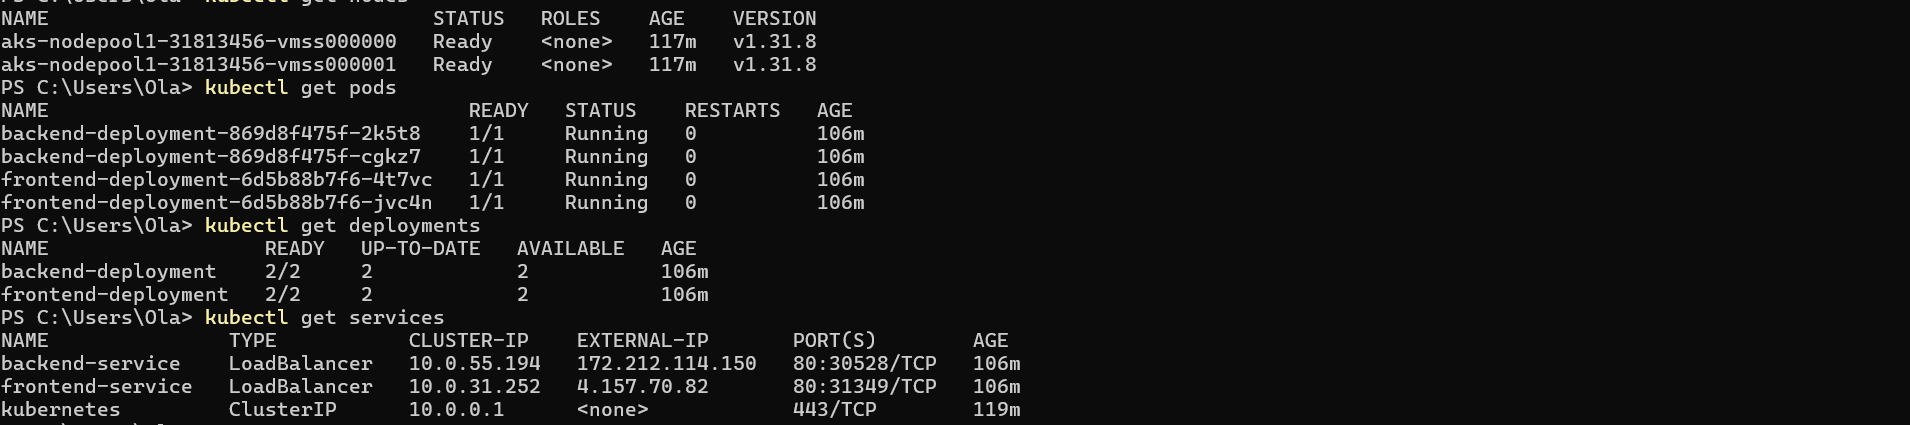 PS C:\Users\Ola> kubectl get nodes
NAME                                STATUS   ROLES    AGE    VERSION
aks-nodepool1-31813456-vmss000000   Ready    <none>   117m   v1.31.8
aks-nodepool1-31813456-vmss000001   Ready    <none>   117m   v1.31.8
PS C:\Users\Ola> kubectl get pods
NAME                                   READY   STATUS    RESTARTS   AGE
backend-deployment-869d8f475f-2k5t8    1/1     Running   0          106m
backend-deployment-869d8f475f-cgkz7    1/1     Running   0          106m
frontend-deployment-6d5b88b7f6-4t7vc   1/1     Running   0          106m
frontend-deployment-6d5b88b7f6-jvc4n   1/1     Running   0          106m
PS C:\Users\Ola> kubectl get deployments
NAME                  READY   UP-TO-DATE   AVAILABLE   AGE
backend-deployment    2/2     2            2           106m
frontend-deployment   2/2     2            2           106m
PS C:\Users\Ola> kubectl get services
NAME               TYPE           CLUSTER-IP    EXTERNAL-IP       PORT(S)        AGE
backend-service    LoadBalancer   10.0.55.194   172.212.114.150   80:30528/TCP   106m
frontend-service   LoadBalancer   10.0.31.252   4.157.70.82       80:31349/TCP   106m
kubernetes         ClusterIP      10.0.0.1      <none>            443/TCP        119m